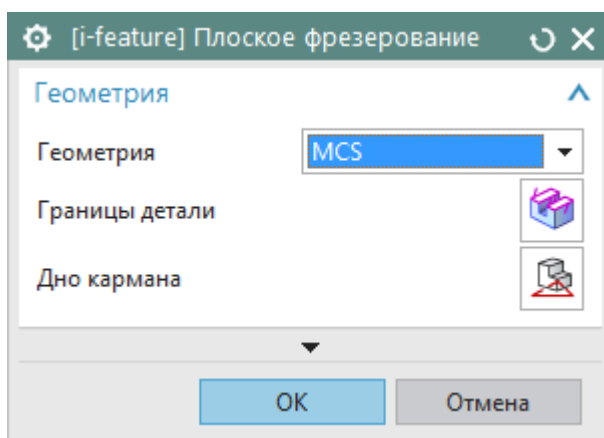 [i-feature] Плоское фрезерование
Геометрия
Геометрия MCS
Границы детали
Дно кармана
OK Отмена